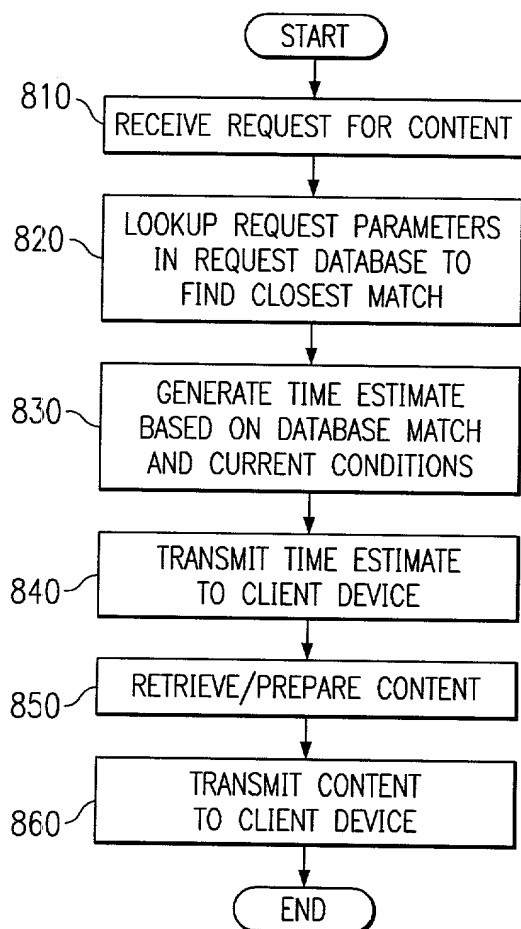 START
810
RECEIVE REQUEST FOR CONTENT
820
LOOKUP REQUEST PARAMETERS
IN REQUEST DATABASE TO
FIND CLOSEST MATCH
830
GENERATE TIME ESTIMATE
BASED ON DATABASE MATCH
AND CURRENT CONDITIONS
840
TRANSMIT TIME ESTIMATE
TO CLIENT DEVICE
850
RETRIEVE/PREPARE CONTENT
860
TRANSMIT CONTENT
TO CLIENT DEVICE
END